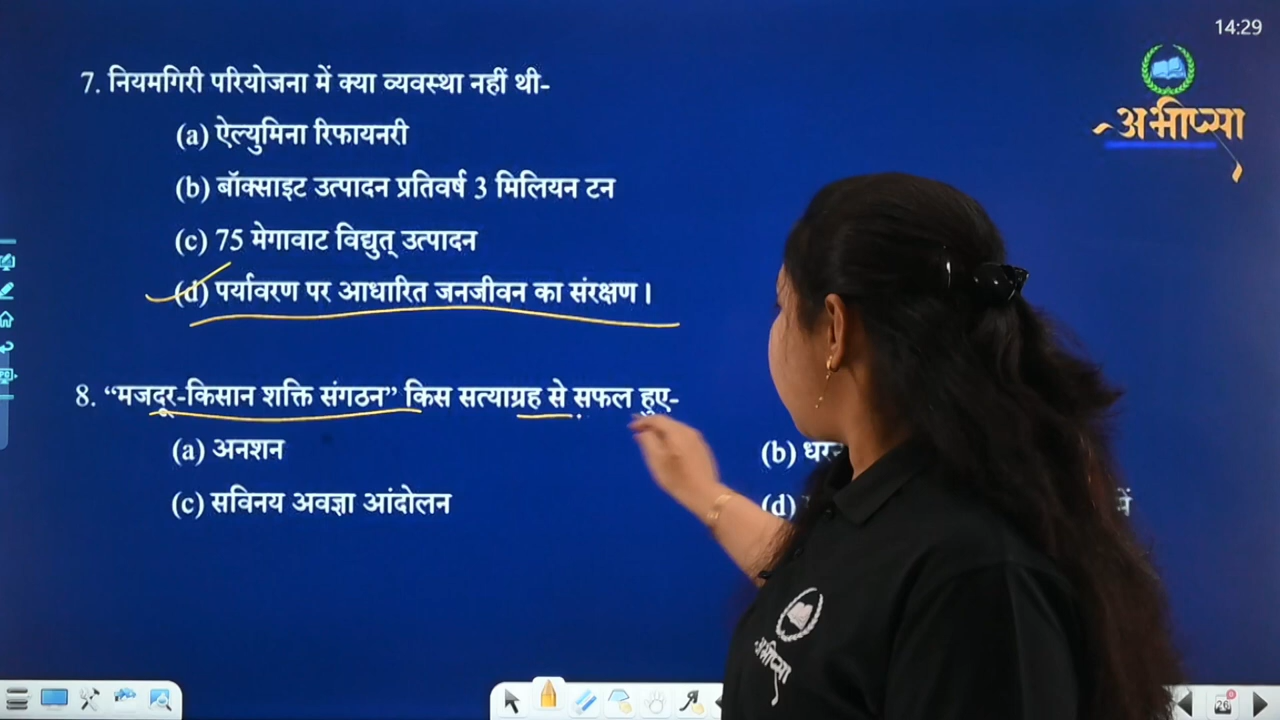 14:29
अभीप्सा
7. नियमगिरी परियोजना में क्या व्यवस्था नहीं थी-
(a) ऐल्युमिना रिफायनरी
(b) बॉक्साइट उत्पादन प्रतिवर्ष 3 मिलियन टन
(c) 75 मेगावाट विद्युत् उत्पादन
(d) पर्यावरण पर आधारित जनजीवन का संरक्षण ।
8. “मजदूर-किसान शक्ति संगठन” किस सत्याग्रह से सफल हुए-
(a) अनशन
(b)
(c) सविनय अवज्ञा आंदोलन
(d) में
अभीप्सा
26